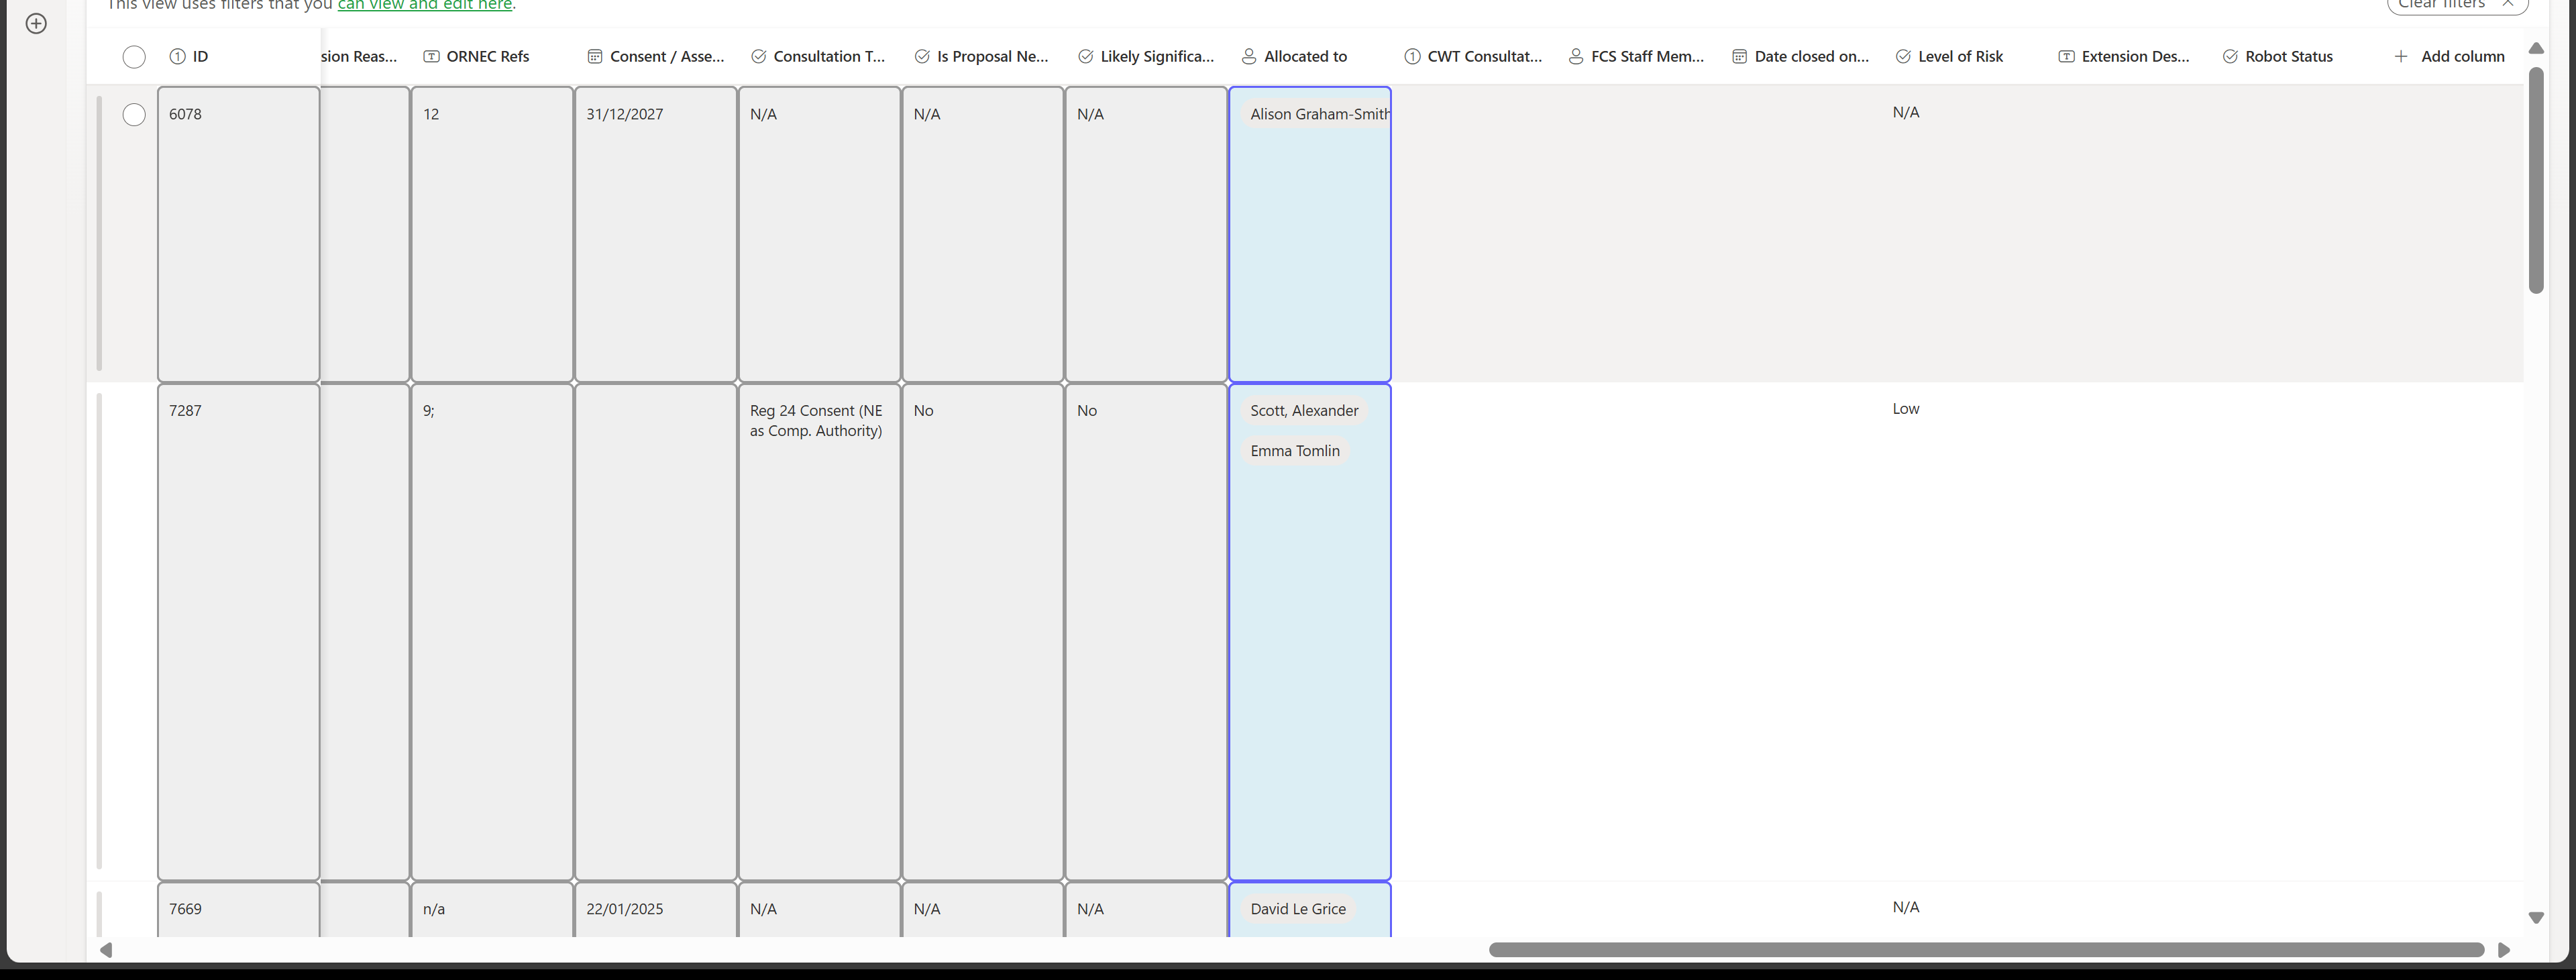 This view uses filters that you can view and edit here.
Clear filters
ID
sion Reas...
ORNEC Refs
Consent / Asse...
Consultation T...
Is Proposal Ne...
Likely Significa...
Allocated to
CWT Consultat...
FCS Staff Mem...
Date closed on...
Level of Risk
Extension Des...
Robot Status
Add column
6078
12
31/12/2027
N/A
N/A
N/A
Alison Graham-Smith
N/A
7287
9;
Reg 24 Consent (NE
as Comp. Authority)
No
No
Scott, Alexander
Emma Tomlin
Low
7669
n/a
22/01/2025
N/A
N/A
N/A
David Le Grice
N/A